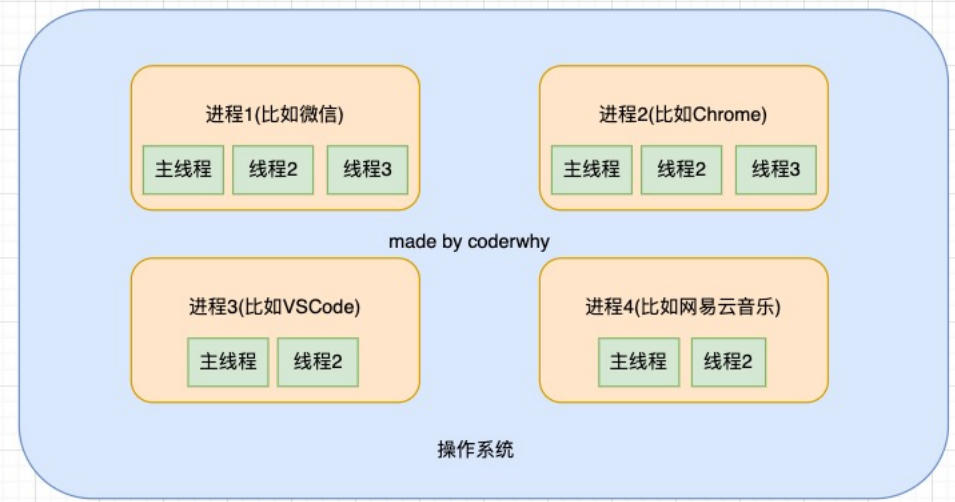 进程1(比如微信)
主线程 线程2 线程3
进程2(比如Chrome)
主线程 线程2 线程3
made by coderwhy
进程3(比如VSCode)
主线程 线程2
进程4(比如网易云音乐)
主线程 线程2
操作系统